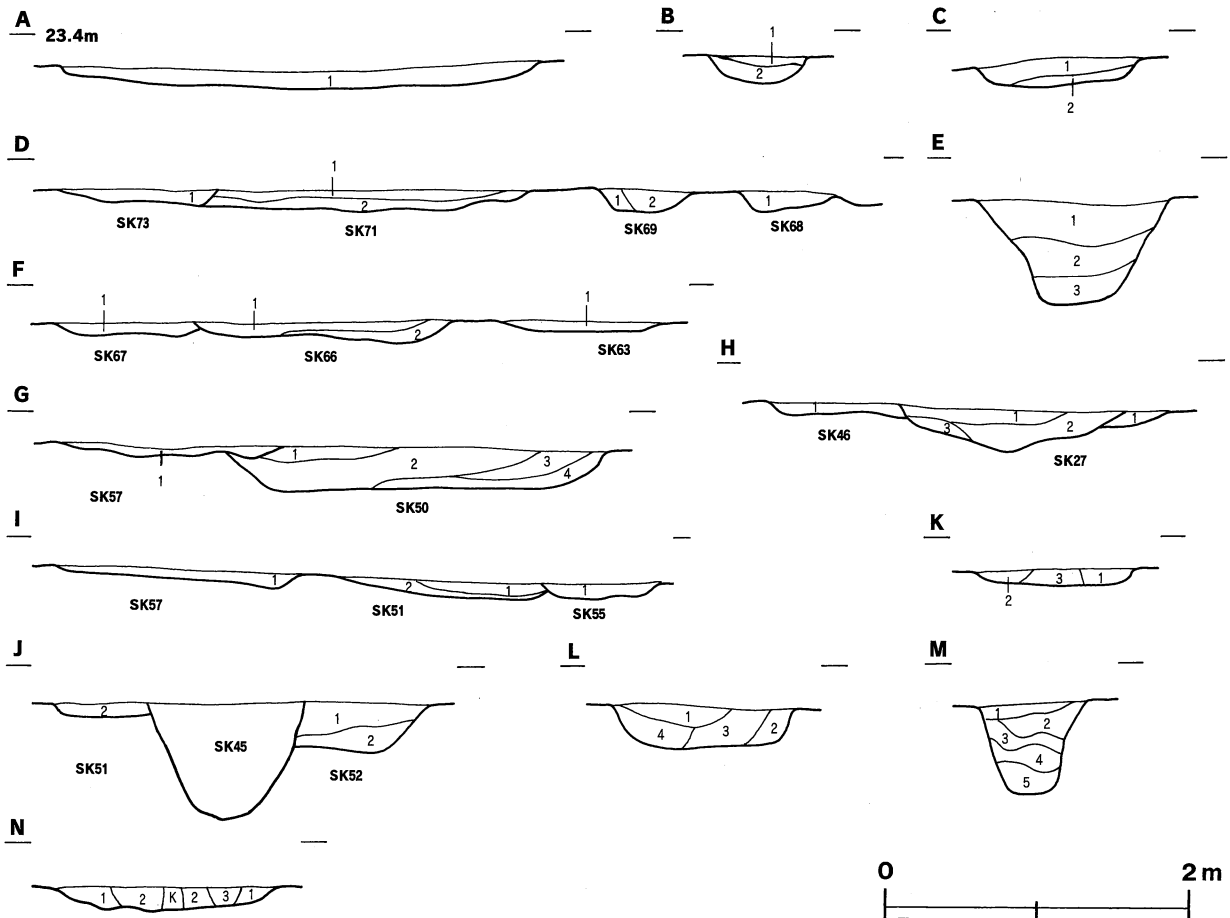 A 23.4m
1
B
1
2
C
1
2
D
1
1 2 1 2 1
SK73 SK71 SK69 SK68
E
1
2
3
F
1 1 1
2
SK67 SK66 SK63
G
1 2 3 4
1
SK57 SK50
H
1 3 1 2 1
SK46 SK27
I
1 2 1 1
SK57 SK51 SK55
J
2 SK45 1
2
SK51 SK52
K
3 1
2
L
1
4 3 2
M
1 2
3
4
5
N
1 2 K 2 3 1
0 2m